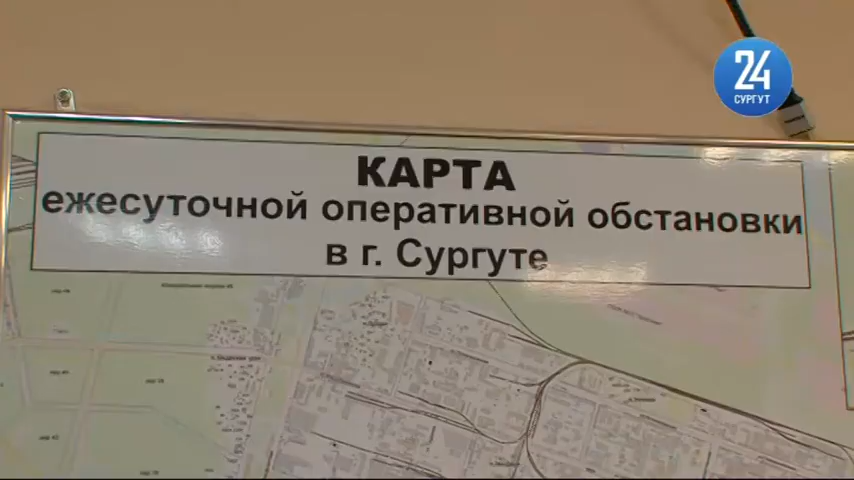 24
СУРГУТ
КАРТА
ежесуточной оперативной обстановки
в г. Сургуте